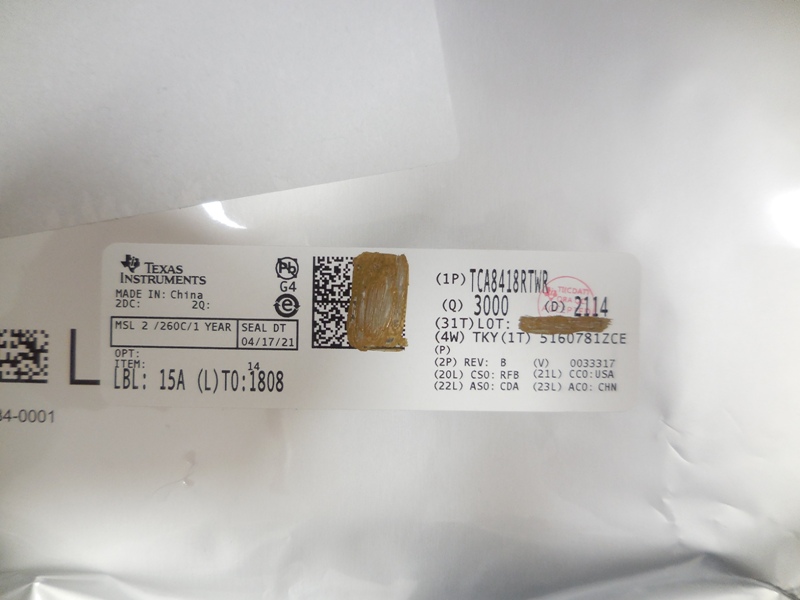 TEXAS INSTRUMENTS
MADE IN: China
2DC: 2Q:
Pb
G4
e
MSL 2 /260C/1 YEAR
SEAL DT
04/17/21
OPT:
ITEM:
14
LBL: 15A (L)TO:1808
(1P) TCA8418RTWR
(Q) 3000 (D) 2114
(31T)LOT:
(4W) TKY(1T) 5160781ZCE
(P)
(2P) REV: B (V) 0033317
(20L) CSO: RFB (21L) CCO:USA
(22L) ASO: CDA (23L) ACO: CHN
L
34-0001